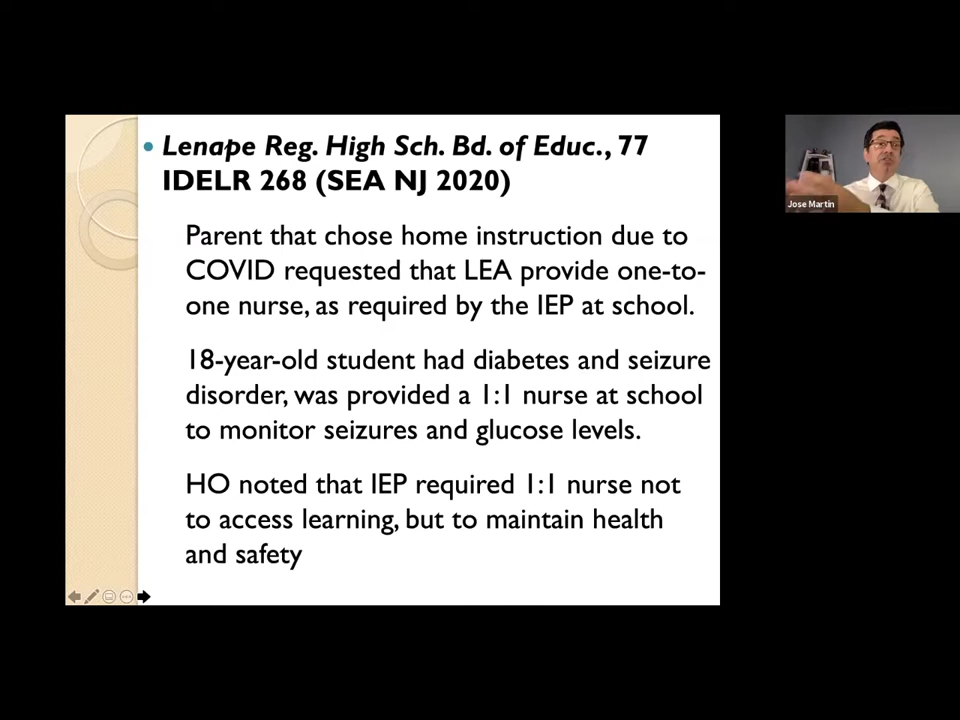 Lenape Reg. High Sch. Bd. of Educ., 77
IDELR 268 (SEA NJ 2020)
Parent that chose home instruction due to
COVID requested that LEA provide one-to-
one nurse, as required by the IEP at school.
18-year-old student had diabetes and seizure
disorder, was provided a 1:1 nurse at school
to monitor seizures and glucose levels.
HO noted that IEP required 1:1 nurse not
to access learning, but to maintain health
and safety
Jose Martin